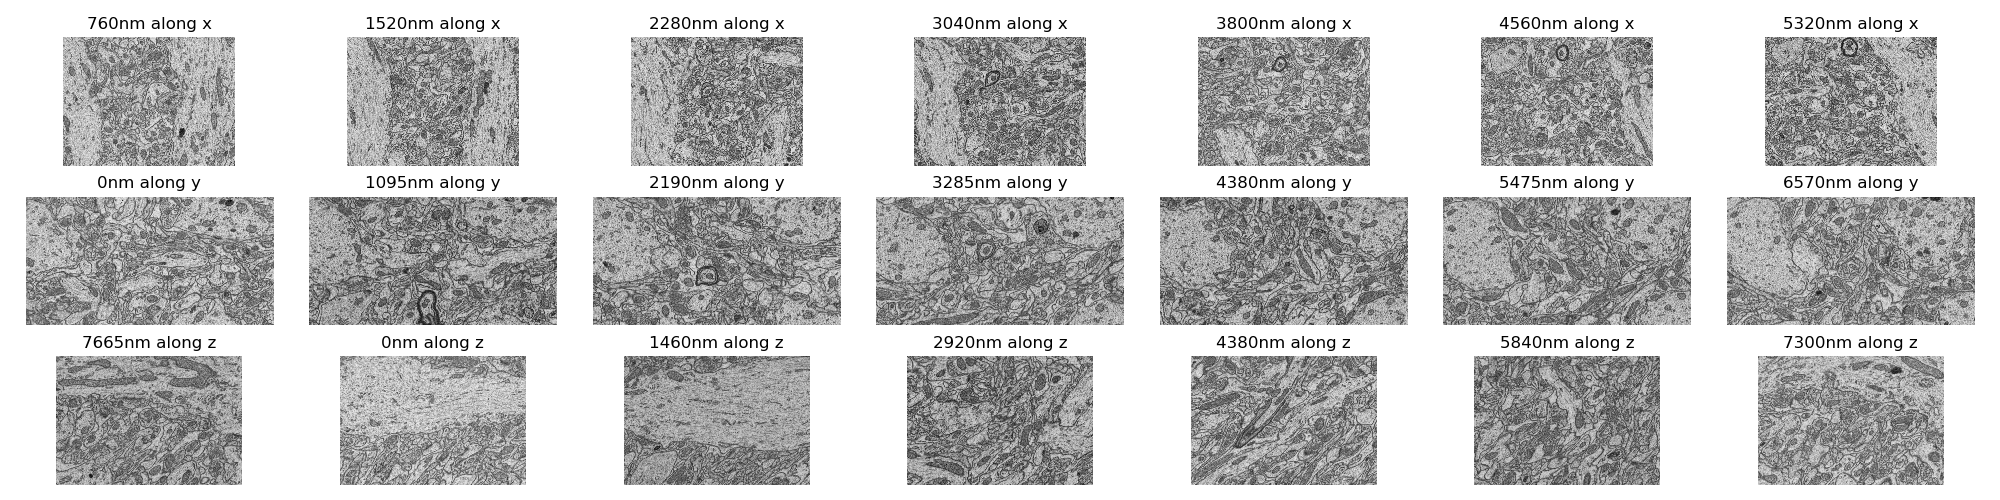 760nm along x
1520nm along x
2280nm along x
3040nm along x
3800nm along x
4560nm along x
5320nm along x
0nm along y
1095nm along y
2190nm along y
3285nm along y
4380nm along y
5475nm along y
6570nm along y
7665nm along z
0nm along z
1460nm along z
2920nm along z
4380nm along z
5840nm along z
7300nm along z